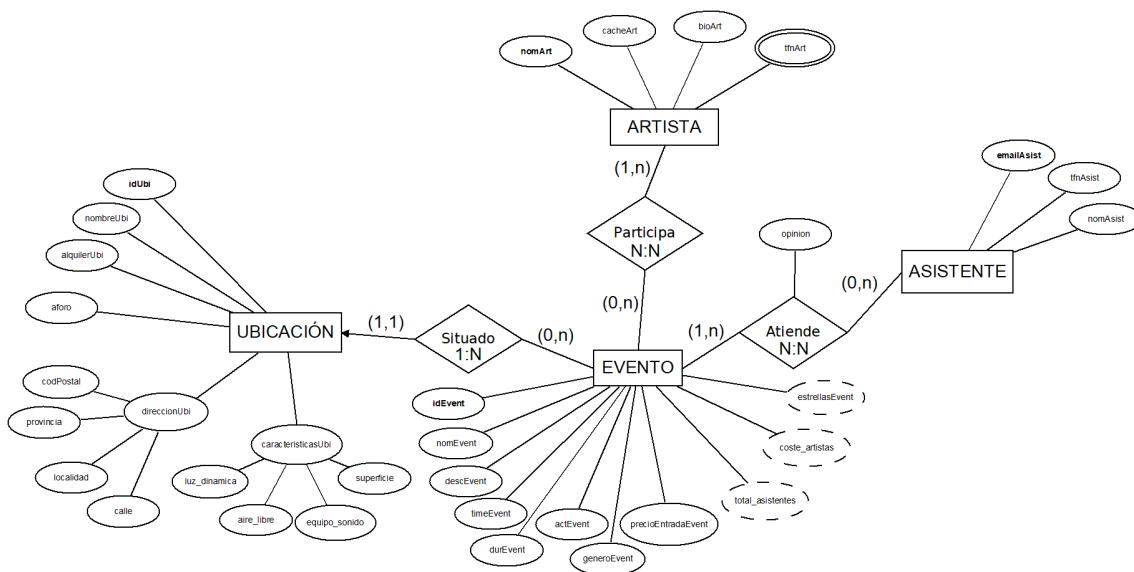 cacheArt
bioArt
nomArt
tfnArt
ARTISTA
(1,n)
Participa
N:N
(0,n)
emailAsist
tfnAsist
nomAsist
ASISTENTE
(0,n)
opinion
Atiende
N:N
(1,n)
idUbi
nombreUbi
alquilerUbi
aforo
UBICACIÓN
(1,1)
Situado
1:N
(0,n)
EVENTO
codPostal
provincia
direccionUbi
localidad
calle
caracteristicasUbi
luz_dinamica
aire_libre
equipo_sonido
superficie
idEvent
nomEvent
descEvent
timeEvent
durEvent
actEvent
generoEvent
precioEntradaEvent
total_asistentes
coste_artistas
estrellasEvent